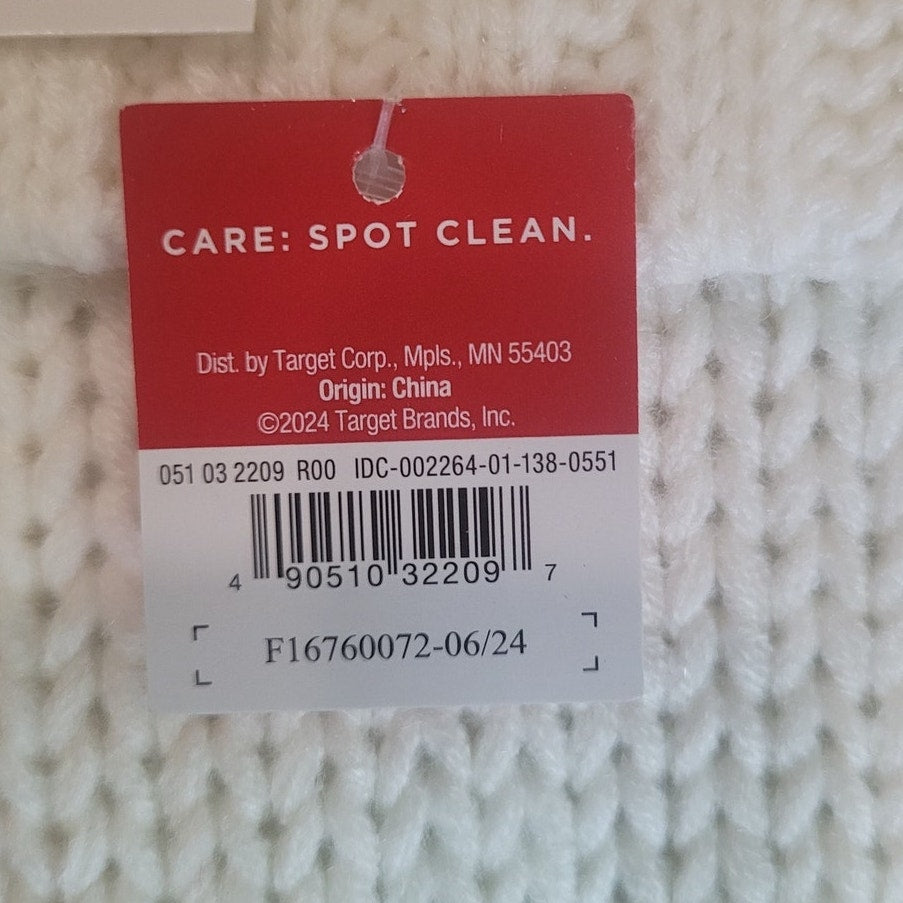 CARE: SPOT CLEAN.
Dist. by Target Corp., Mpls., MN 55403
Origin: China
©2024 Target Brands, Inc.
051 03 2209 R00 IDC-002264-01-138-0551
4 90510 32209 7
F16760072-06/24